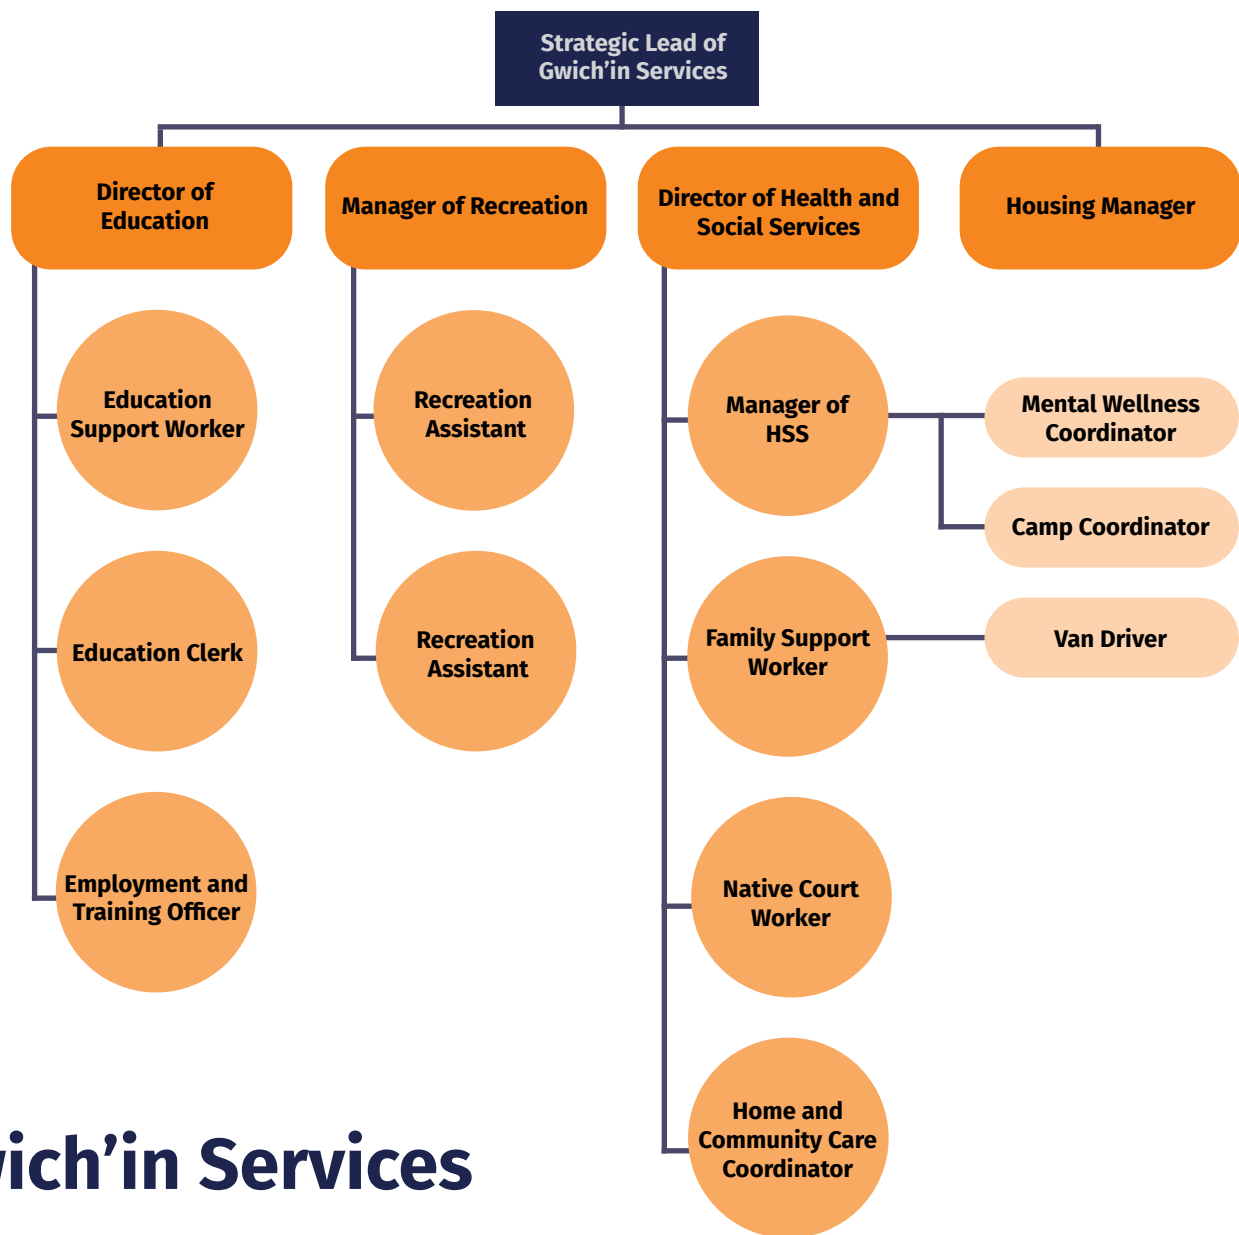 Strategic Lead of
Gwich’in Services
Director of
Education
Manager of Recreation
Director of Health and
Social Services
Housing Manager
Education
Support Worker
Recreation
Assistant
Manager of
HSS
Mental Wellness
Coordinator
Camp Coordinator
Education Clerk
Recreation
Assistant
Family Support
Worker
Van Driver
Employment and
Training Officer
Native Court
Worker
Home and
Community Care
Coordinator
wich’in Services